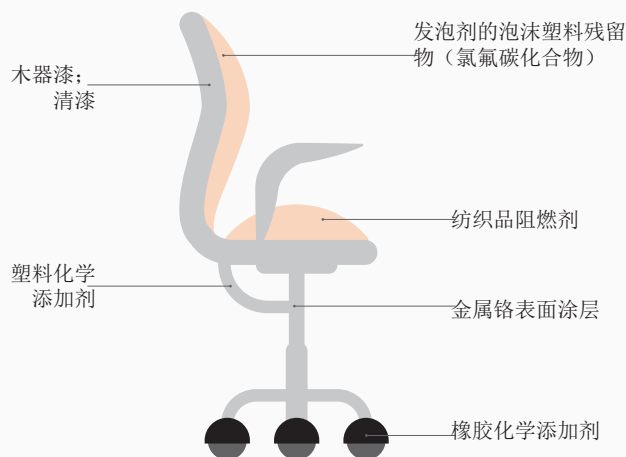 发泡剂的泡沫塑料残留
物（氯氟碳化合物）
木器漆；
清漆
纺织品阻燃剂
塑料化学
添加剂
金属铬表面涂层
橡胶化学添加剂